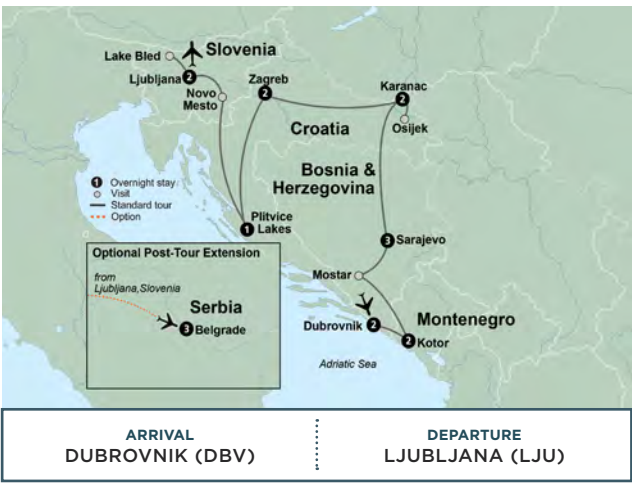 Lake Bled
Slovenia
Ljubljana
2
Novo
Mesto
Zagreb
2
Karanac
2
Osijek
Croatia
Bosnia &
Herzegovina
1 Overnight stay
Visit
Standard tour
Option
Plitvice
Lakes
1
3 Sarajevo
Optional Post-Tour Extension
from
Ljubljana,Slovenia
Serbia
3 Belgrade
Mostar
Dubrovnik 2
Montenegro
2 Kotor
Adriatic Sea
ARRIVAL
DUBROVNIK (DBV)
DEPARTURE
LJUBLJANA (LJU)